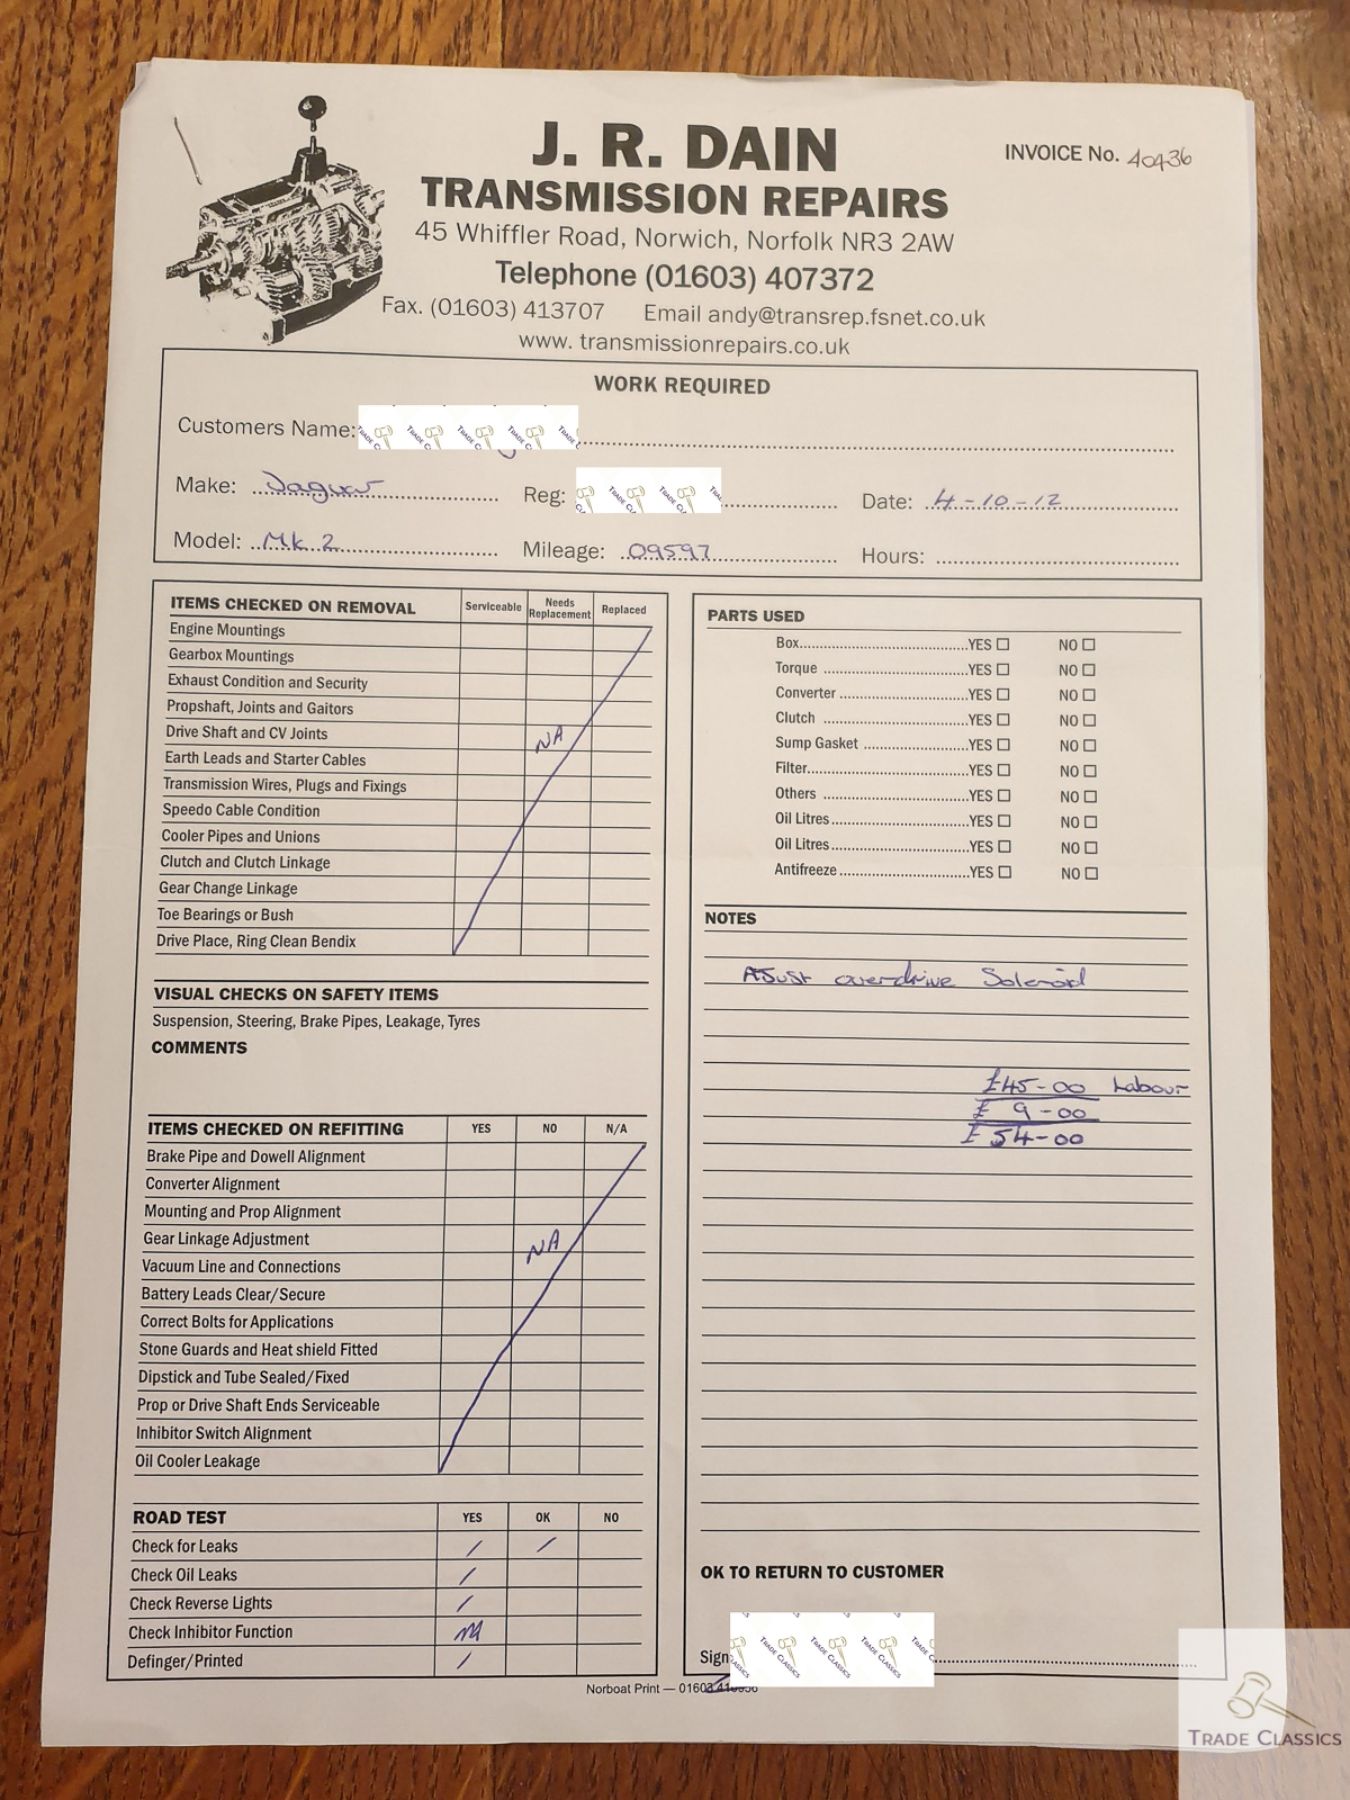 J. R. DAIN
INVOICE No. 40436
TRANSMISSION REPAIRS
45 Whiffler Road, Norwich, Norfolk NR3 2AW
Telephone (01603) 407372
Fax. (01603) 413707 Email andy@transrep.fsnet.co.uk
www. transmissionrepairs.co.uk
WORK REQUIRED
Customers Name:
Make: Jaguar Reg: Date: 4-10-12
Model: Mk 2 Mileage: 09597 Hours:
ITEMS CHECKED ON REMOVAL Serviceable Needs Replacement Replaced
Engine Mountings
Gearbox Mountings
Exhaust Condition and Security
Propshaft, Joints and Gaitors
Drive Shaft and CV Joints NA
Earth Leads and Starter Cables
Transmission Wires, Plugs and Fixings
Speedo Cable Condition
Cooler Pipes and Unions
Clutch and Clutch Linkage
Gear Change Linkage
Toe Bearings or Bush
Drive Place, Ring Clean Bendix
VISUAL CHECKS ON SAFETY ITEMS
Suspension, Steering, Brake Pipes, Leakage, Tyres
COMMENTS
ITEMS CHECKED ON REFITTING YES NO N/A
Brake Pipe and Dowell Alignment
Converter Alignment
Mounting and Prop Alignment
Gear Linkage Adjustment NA
Vacuum Line and Connections
Battery Leads Clear/Secure
Correct Bolts for Applications
Stone Guards and Heat shield Fitted
Dipstick and Tube Sealed/Fixed
Prop or Drive Shaft Ends Serviceable
Inhibitor Switch Alignment
Oil Cooler Leakage
ROAD TEST YES OK NO
Check for Leaks / /
Check Oil Leaks /
Check Reverse Lights /
Check Inhibitor Function NA
Definger/Printed /
PARTS USED
Box YES NO
Torque YES NO
Converter YES NO
Clutch YES NO
Sump Gasket YES NO
Filter YES NO
Others YES NO
Oil Litres YES NO
Oil Litres YES NO
Antifreeze YES NO
NOTES
AJust overdrive Solenoid
£45-00 Labour
£ 9-00
£54-00
OK TO RETURN TO CUSTOMER
Sign
Norboat Print — 01603
TRADE CLASSICS